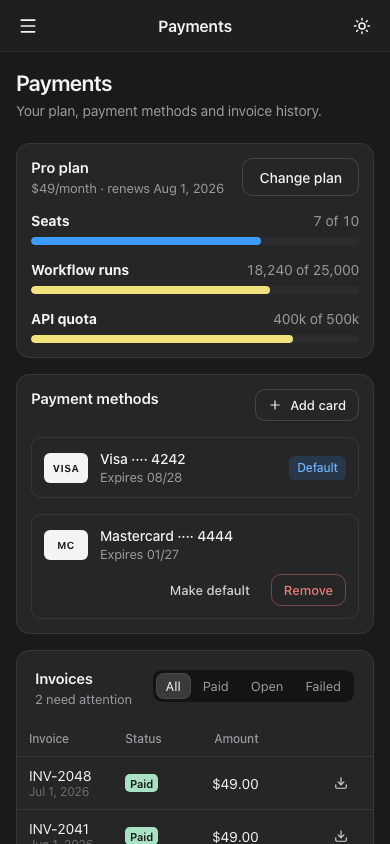 Payments
Payments
Your plan, payment methods and invoice history.
Pro plan
$49/month · renews Aug 1, 2026
Change plan
Seats
7 of 10
Workflow runs
18,240 of 25,000
API quota
400k of 500k
Payment methods
+ Add card
VISA
Visa ···· 4242
Expires 08/28
Default
MC
Mastercard ···· 4444
Expires 01/27
Make default
Remove
Invoices
2 need attention
All
Paid
Open
Failed
Invoice Status Amount
INV-2048
Jul 1, 2026
Paid
$49.00
INV-2041
Jun 1, 2026
Paid
$49.00